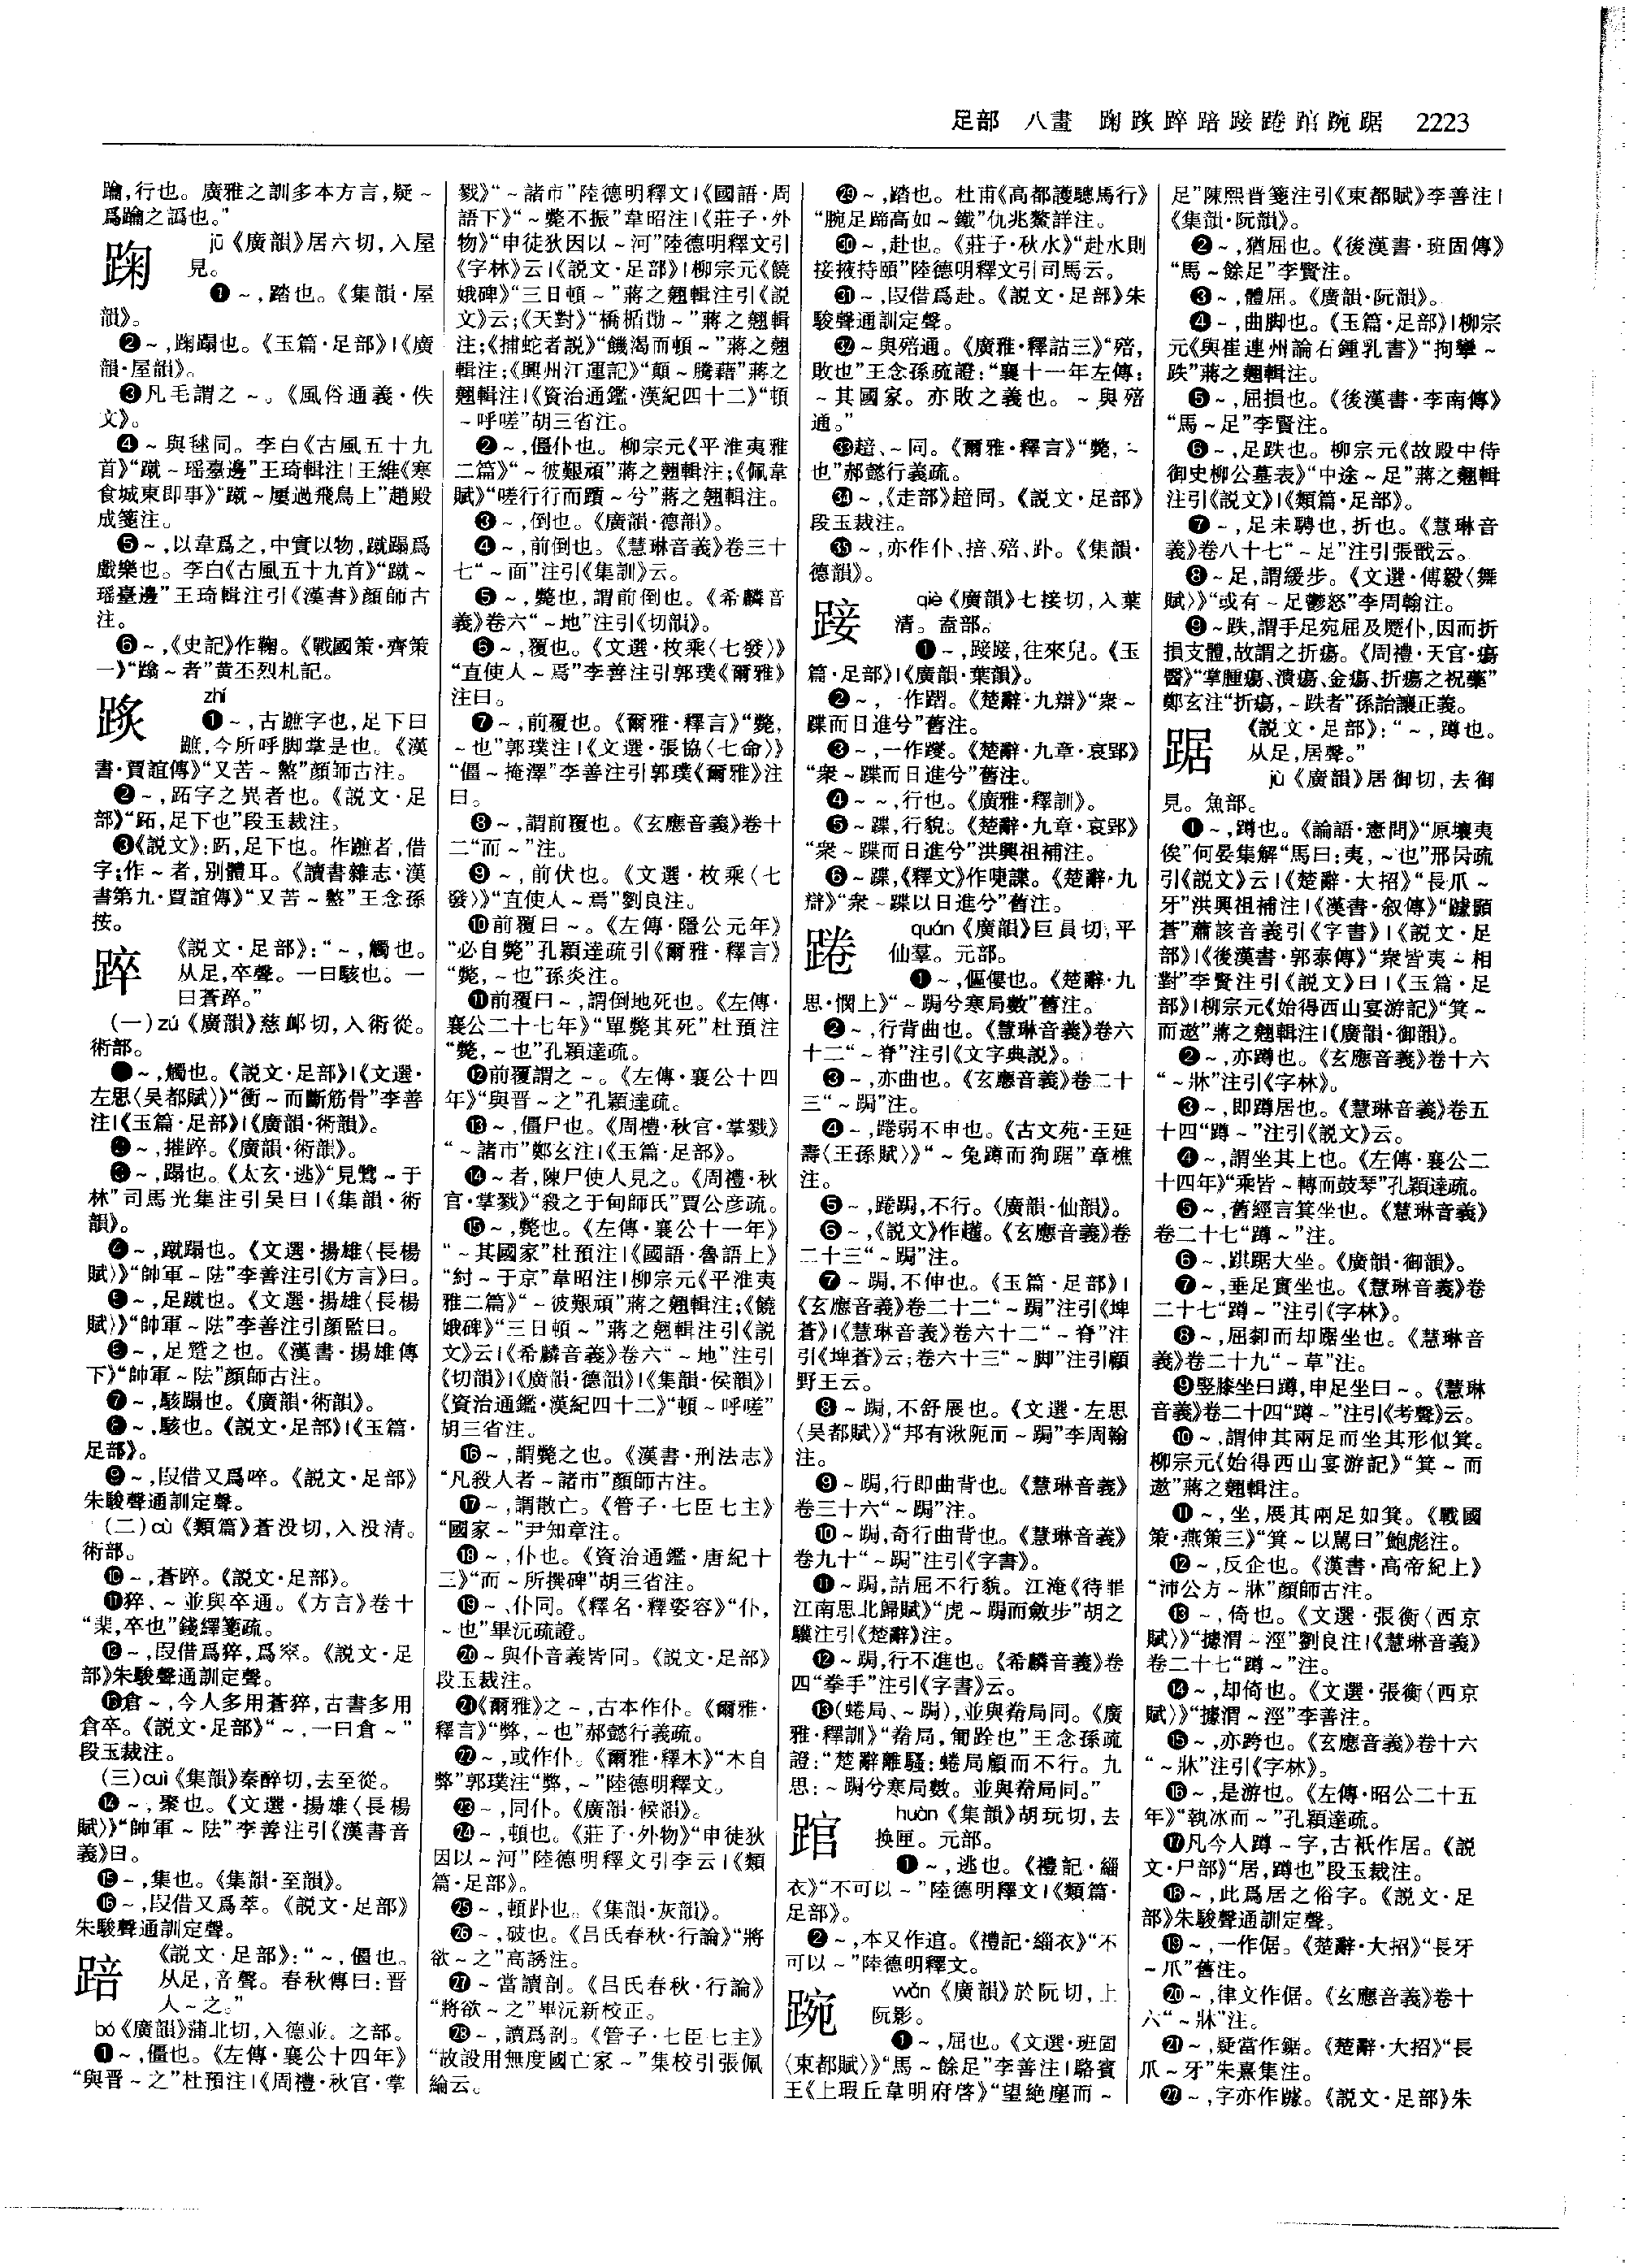 足部 八畫 踘䟡踤踣踥踡踻踠踞 2223
踚,行也。廣雅之訓多本方言,疑~
爲踰之譌也。”
踘 jū《廣韻》居六切,入屋
見。
❶~,踏也。《集韻·屋
韻》。
❷~,踘蹋也。《玉篇·足部》|《廣
韻·屋韻》。
❸凡毛謂之~。《風俗通義·佚
文》。
❹~與毬同。李白《古風五十九
首》“蹴~瑶臺邊”王琦輯注|王維《寒
食城東即事》“蹴~屢過飛鳥上”趙殿
成箋注。
❺~,以韋爲之,中實以物,蹴蹋爲
戲樂也。李白《古風五十九首》“蹴~
瑶臺邊”王琦輯注引《漢書》顔師古
注。
❻~,《史記》作鞠。《戰國策·齊策
一》“蹹~者”黄丕烈札記。
zhí
❶~,古蹠字也,足下曰
蹠,今所呼脚掌是也。《漢
書·賈誼傳》“又苦~盭”顔師古注。
❷~,跖字之異者也。《説文·足
部》“跖,足下也”段玉裁注。
❸《説文》:跖,足下也。作蹠者,借
字;作~者,别體耳。《讀書雜志·漢
書第九·賈誼傳》“又苦~盭”王念孫
按。
踤 《説文·足部》:“~,觸也。
从足,卒聲。一曰駭也。一
曰蒼踤。”
(一)zú《廣韻》慈卹切,入術從。
術部。
❶~,觸也。《説文·足部》|《文選·
左思〈吴都賦〉》“衝~而斷筋骨”李善
注|《玉篇·足部》|《廣韻·術韻》。
❷~,摧踤。《廣韻·術韻》。
❸~,蹋也。《太玄·逃》“見鷕~于
林”司馬光集注引吴曰|《集韻·術
韻》。
❹~,蹴蹋也。《文選·揚雄〈長楊
賦〉》“帥軍~阹”李善注引《方言》曰。
❺~,足蹴也。《文選·揚雄〈長楊
賦〉》“帥軍~阹”李善注引顔監曰。
❻~,足蹵之也。《漢書·揚雄傳
下》“帥軍~阹”顔師古注。
❼~,駭蹋也。《廣韻·術韻》。
❽~,駭也。《説文·足部》|《玉篇·
足部》。
❾~,叚借又爲啐。《説文·足部》
朱駿聲通訓定聲。
(二)cù《類篇》蒼没切,入没清。
術部。
❿~,蒼踤。《説文·足部》。
⓫猝、~並與卒通。《方言》卷十
“猆,卒也”錢繹箋疏。
⓬~,叚借爲猝,爲窣。《説文·足
部》朱駿聲通訓定聲。
⓭倉~,今人多用蒼猝,古書多用
倉卒。《説文·足部》“~,一曰倉~”
段玉裁注。
(三)cuì《集韻》秦醉切,去至從。
⓮~,聚也。《文選·揚雄〈長楊
賦〉》“帥軍~阹”李善注引《漢書音
義》曰。
⓯~,集也。《集韻·至韻》。
⓰~,叚借又爲萃。《説文·足部》
朱駿聲通訓定聲。
踣 《説文·足部》:“~,僵也。
从足,咅聲。春秋傳曰:晋
人~之。”
bó《廣韻》蒲北切,入德並。之部。
❶~,僵也。《左傳·襄公十四年》
“與晋~之”杜預注|《周禮·秋官·掌
戮》“~諸市”陸德明釋文|《國語·周
語下》“~斃不振”韋昭注|《莊子·外
物》“申徒狄因以~河”陸德明釋文引
《字林》云|《説文·足部》|柳宗元《饒
娥碑》“三日頓~”蔣之翹輯注引《説
文》云;《天對》“橋楯勩~”蔣之翹輯
注;《捕蛇者説》“饑渴而頓~”蔣之翹
輯注;《興州江運記》“顛~騰藉”蔣之
翹輯注|《資治通鑑·漢紀四十二》“頓
~呼嗟”胡三省注。
❷~,僵仆也。柳宗元《平淮夷雅
二篇》“~彼艱頑”蔣之翹輯注;《佩韋
賦》“嗟行行而躓~兮”蔣之翹輯注。
❸~,倒也。《廣韻·德韻》。
❹~,前倒也。《慧琳音義》卷三十
七“~面”注引《集訓》云。
❺~,斃也,謂前倒也。《希麟音
義》卷六“~地”注引《切韻》。
❻~,覆也。《文選·枚乘〈七發〉》
“直使人~焉”李善注引郭璞《爾雅》
注曰。
❼~,前覆也。《爾雅·釋言》“斃,
~也”郭璞注|《文選·張協〈七命〉》
“僵~掩澤”李善注引郭璞《爾雅》注
曰。
❽~,謂前覆也。《玄應音義》卷十
二“而~”注。
❾~,前伏也。《文選·枚乘〈七
發〉》“直使人~焉”劉良注。
❿前覆曰~。《左傳·隱公元年》
“必自斃”孔穎達疏引《爾雅·釋言》
“斃,~也”孫炎注。
⓫前覆曰~,謂倒地死也。《左傳·
襄公二十七年》“單斃其死”杜預注
“斃,~也”孔穎達疏。
⓬前覆謂之~。《左傳·襄公十四
年》“與晋~之”孔穎達疏。
⓭~,僵尸也。《周禮·秋官·掌戮》
“~諸市”鄭玄注|《玉篇·足部》。
⓮~者,陳尸使人見之。《周禮·秋
官·掌戮》“殺之于甸師氏”賈公彦疏。
⓯~,斃也。《左傳·襄公十一年》
“~其國家”杜預注|《國語·魯語上》
“紂~于京”韋昭注|柳宗元《平淮夷
雅二篇》“~彼艱頑”蔣之翹輯注;《饒
娥碑》“三日頓~”蔣之翹輯注引《説
文》云|《希麟音義》卷六“~地”注引
《切韻》|《廣韻·德韻》|《集韻·侯韻》|
《資治通鑑·漢紀四十二》“頓~呼嗟”
胡三省注。
⓰~,謂斃之也。《漢書·刑法志》
“凡殺人者~諸市”顔師古注。
⓱~,謂散亡。《管子·七臣七主》
“國家~”尹知章注。
⓲~,仆也。《資治通鑑·唐紀十
三》“而~所撰碑”胡三省注。
⓳~、仆同。《釋名·釋姿容》“仆,
~也”畢沅疏證。
⓴~與仆音義皆同。《説文·足部》
段玉裁注。
㉑《爾雅》之~,古本作仆。《爾雅·
釋言》“弊,~也”郝懿行義疏。
㉒~,或作仆。《爾雅·釋木》“木自
弊”郭璞注“弊,~”陸德明釋文。
㉓~,同仆。《廣韻·候韻》。
㉔~,頓也。《莊子·外物》“申徒狄
因以~河”陸德明釋文引李云|《類
篇·足部》。
㉕~,頓卧也。《集韻·灰韻》。
㉖~,破也。《吕氏春秋·行論》“將
欲~之”高誘注。
㉗~當讀剖。《吕氏春秋·行論》
“將欲~之”畢沅新校正。
㉘~,讀爲剖。《管子·七臣七主》
“故設用無度國亡家~”集校引張佩
綸云。
㉙~,踏也。杜甫《高都護驄馬行》
“腕促蹄高如~鐵”仇兆鰲詳注。
㉚~,赴也。《莊子·秋水》“赴水則
接掖持頤”陸德明釋文引司馬云。
㉛~,叚借爲赴。《説文·足部》朱
駿聲通訓定聲。
㉜~與殕通。《廣雅·釋詁三》“殕,
敗也”王念孫疏證:“襄十一年左傳:
~其國家。亦敗之義也。~與殕
通。”
㉝䞳、~同。《爾雅·釋言》“斃,~
也”郝懿行義疏。
㉞~,《走部》䞳同。《説文·足部》
段玉裁注。
㉟~,亦作仆、掊、殕、卧。《集韻·
德韻》。
踥 qiè《廣韻》七接切,入葉
清。盍部。
❶~,踥踥,往來皃。《玉
篇·足部》|《廣韻·葉韻》。
❷~,一作蹈。《楚辭·九辯》“衆~
蹀而日進兮”舊注。
❸~,一作躞。《楚辭·九章·哀郢》
“衆~蹀而日進兮”舊注。
❹~~,行也。《廣雅·釋訓》。
❺~蹀,行貌。《楚辭·九章·哀郢》
“衆~蹀而日進兮”洪興祖補注。
❻~蹀,《釋文》作唼諜。《楚辭·九
辯》“衆~蹀以日進兮”舊注。
踡 quán《廣韻》巨員切,平
仙羣。元部。
❶~,傴僂也。《楚辭·九
思·憫上》“~跼兮寒局數”舊注。
❷~,行背曲也。《慧琳音義》卷六
十二“~脊”注引《文字典説》。
❸~,亦曲也。《玄應音義》卷二十
三“~跼”注。
❹~,踡弱不申也。《古文苑·王延
壽〈王孫賦〉》“~兔蹲而狗踞”章樵
注。
❺~,踡跼,不行。《廣韻·仙韻》。
❻~,《説文》作趢。《玄應音義》卷
二十三“~跼”注。
❼~跼,不伸也。《玉篇·足部》|
《玄應音義》卷二十二“~跼”注引《埤
蒼》|《慧琳音義》卷六十二“~脊”注
引《埤蒼》云;卷六十三“~脚”注引顧
野王云。
❽~跼,不舒展也。《文選·左思
〈吴都賦〉》“邦有湫阨而~跼”李周翰
注。
❾~跼,行即曲背也。《慧琳音義》
卷三十六“~跼”注。
❿~跼,奇行曲背也。《慧琳音義》
卷九十“~跼”注引《字書》。
⓫~跼,詰屈不行貌。江淹《待罪
江南思北歸賦》“虎~跼而斂步”胡之
驥注引《楚辭》注。
⓬~跼,行不進也。《希麟音義》卷
四“拳手”注引《字書》云。
⓭(蜷局、~跼),並與齤局同。《廣
雅·釋訓》“齤局,匍跧也”王念孫疏
證:“楚辭離騷:蜷局顧而不行。九
思:~跼兮寒局數。並與齤局同。”
踻 huàn《集韻》胡玩切,去
换匣。元部。
❶~,逃也。《禮記·緇
衣》“不可以~”陸德明釋文|《類篇·
足部》。
❷~,本又作逭。《禮記·緇衣》“不
可以~”陸德明釋文。
踠 wǎn《廣韻》於阮切,上
阮影。
❶~,屈也。《文選·班固
〈東都賦〉》“馬~餘足”李善注|駱賓
王《上瑕丘韋明府啓》“望絶塵而~
足”陳熙晋箋注引《東都賦》李善注|
《集韻·阮韻》。
❷~,猶屈也。《後漢書·班固傳》
“馬~餘足”李賢注。
❸~,體屈。《廣韻·阮韻》。
❹~,曲脚也。《玉篇·足部》|柳宗
元《與崔連州論石鍾乳書》“拘攣~
跌”蔣之翹輯注。
❺~,屈損也。《後漢書·李南傳》
“馬~足”李賢注。
❻~,足跌也。柳宗元《故殿中侍
御史柳公墓表》“中途~足”蔣之翹輯
注引《説文》|《類篇·足部》。
❼~,足未騁也,折也。《慧琳音
義》卷八十七“~足”注引張戩云。
❽~足,謂緩步。《文選·傅毅〈舞
賦〉》“或有~足鬱怒”李周翰注。
❾~跌,謂手足宛屈及蹷仆,因而折
損支體,故謂之折瘍。《周禮·天官·瘍
醫》“掌腫瘍、潰瘍、金瘍、折瘍之祝藥”
鄭玄注“折瘍,~跌者”孫詒讓正義。
踞 《説文·足部》:“~,蹲也。
从足,居聲。”
jù《廣韻》居御切,去御
見。魚部。
❶~,蹲也。《論語·憲問》“原壤夷
俟”何晏集解“馬曰:夷,~也”邢昺疏
引《説文》云|《楚辭·大招》“長爪~
牙”洪興祖補注|《漢書·叙傳》“䠧顥
蒼”蕭該音義引《字書》|《説文·足
部》|《後漢書·郭泰傳》“衆皆夷~相
對”李賢注引《説文》曰|《玉篇·足
部》|柳宗元《始得西山宴游記》“箕~
而遨”蔣之翹輯注|《廣韻·御韻》。
❷~,亦蹲也。《玄應音義》卷十六
“~牀”注引《字林》。
❸~,即蹲居也。《慧琳音義》卷五
十四“蹲~”注引《説文》云。
❹~,謂坐其上也。《左傳·襄公二
十四年》“乘皆~轉而鼓琴”孔穎達疏。
❺~,舊經言箕坐也。《慧琳音義》
卷二十七“蹲~”注。
❻~,踑踞大坐。《廣韻·御韻》。
❼~,垂足實坐也。《慧琳音義》卷
二十七“蹲~”注引《字林》。
❽~,屈䣛而却踞坐也。《慧琳音
義》卷二十九“~草”注。
❾竪膝坐曰蹲,申足坐曰~。《慧琳
音義》卷二十四“蹲~”注引《考聲》云。
❿~,謂伸其兩足而坐其形似箕。
柳宗元《始得西山宴游記》“箕~而
遨”蔣之翹輯注。
⓫~,坐,展其兩足如箕。《戰國
策·燕策三》“箕~以駡曰”鮑彪注。
⓬~,反企也。《漢書·高帝紀上》
“沛公方~牀”顔師古注。
⓭~,倚也。《文選·張衡〈西京
賦〉》“據渭~涇”劉良注|《慧琳音義》
卷二十七“蹲~”注。
⓮~,却倚也。《文選·張衡〈西京
賦〉》“據渭~涇”李善注。
⓯~,亦跨也。《玄應音義》卷十六
“~牀”注引《字林》。
⓰~,是游也。《左傳·昭公二十五
年》“執冰而~”孔穎達疏。
⓱凡今人蹲~字,古衹作居。《説
文·尸部》“居,蹲也”段玉裁注。
⓲~,此爲居之俗字。《説文·足
部》朱駿聲通訓定聲。
⓳~,一作倨。《楚辭·大招》“長牙
~爪”舊注。
⓴~,律文作倨。《玄應音義》卷十
六“~牀”注。
㉑~,疑當作鋸。《楚辭·大招》“長
爪~牙”朱熹集注。
㉒~,字亦作䠧。《説文·足部》朱